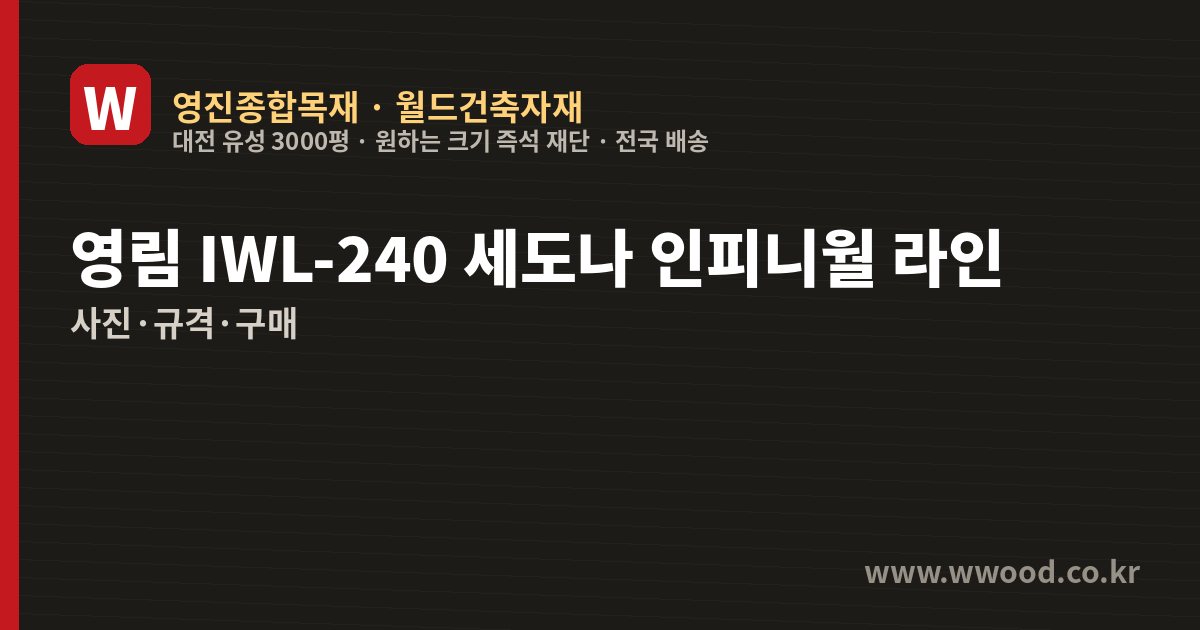 W
영진종합목재 · 월드건축자재
대전 유성 3000평 · 원하는 크기 즉석 재단 · 전국 배송
영림 IWL-240 세도나 인피니월 라인
사진·규격·구매
www.wwood.co.kr